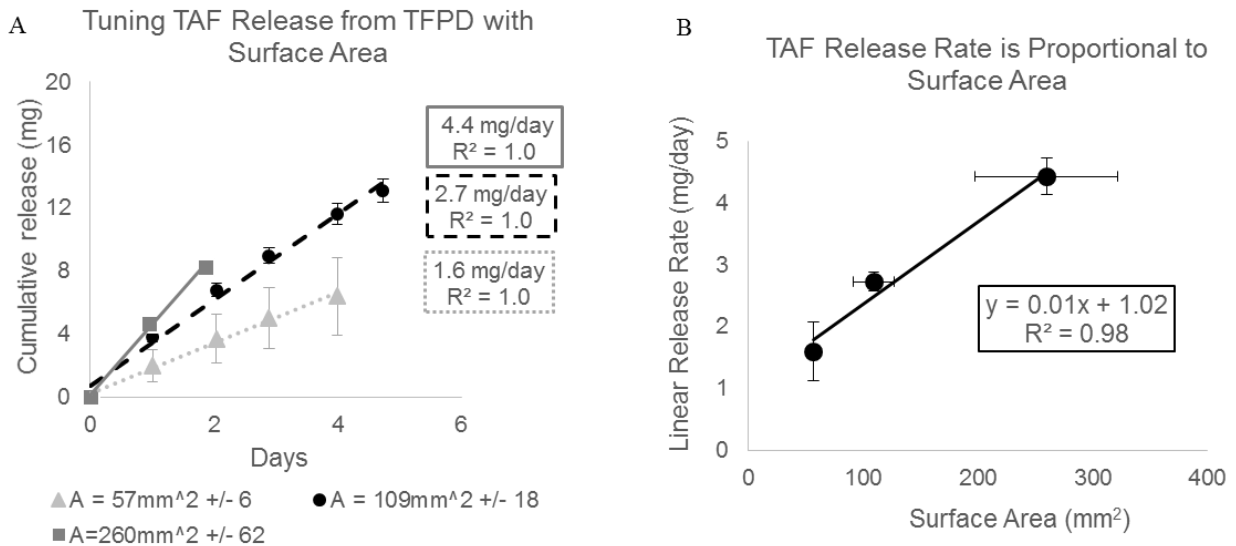 A
Tuning TAF Release from TFPD with
Surface Area
Cumulative release (mg)
20
16
12
8
4
0
0
2
4
6
Days
4.4 mg/day
R² = 1.0
2.7 mg/day
R² = 1.0
1.6 mg/day
R² = 1.0
A = 57mm^2 +/- 6
A = 109mm^2 +/- 18
A=260mm^2 +/- 62
B
TAF Release Rate is Proportional to
Surface Area
Linear Release Rate (mg/day)
5
4
3
2
1
0
0
100
200
300
400
Surface Area (mm²)
y = 0.01x + 1.02
R² = 0.98